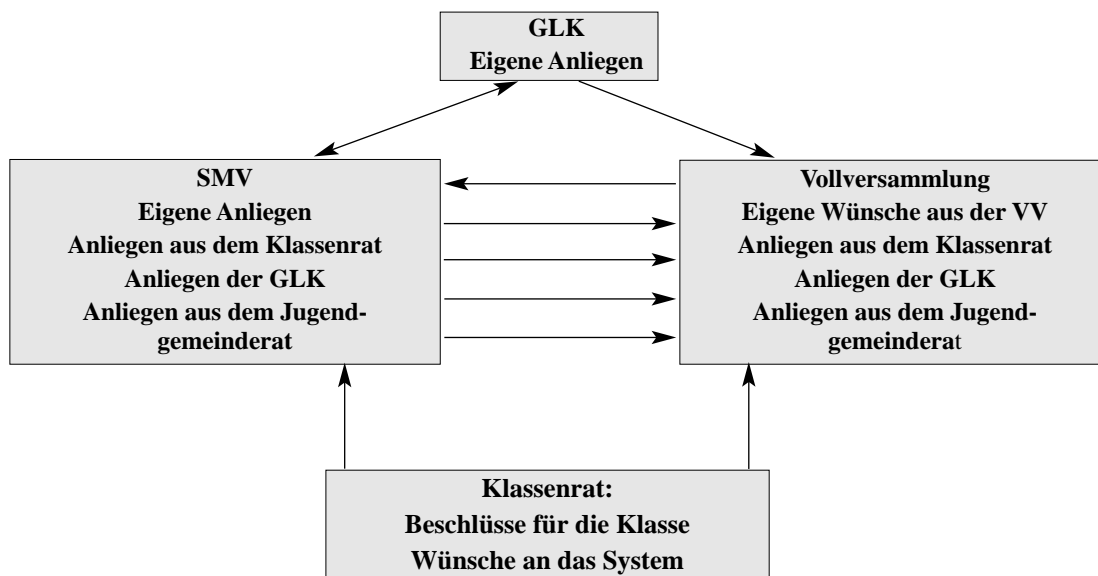 GLK
Eigene Anliegen
SMV
Eigene Anliegen
Anliegen aus dem Klassenrat
Anliegen der GLK
Anliegen aus dem Jugend-
gemeinderat
Vollversammlung
Eigene Wünsche aus der VV
Anliegen aus dem Klassenrat
Anliegen der GLK
Anliegen aus dem Jugend-
gemeinderat
Klassenrat:
Beschlüsse für die Klasse
Wünsche an das System